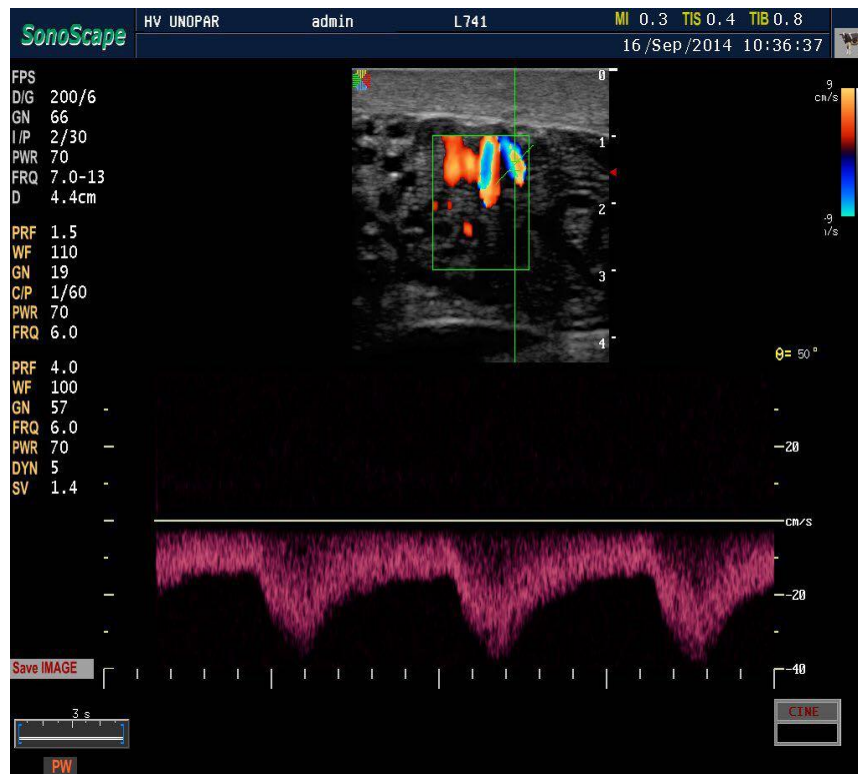 SonoScape
HV UNOPAR admin L741 MI 0.3 TIS 0.4 TIB 0.8
16/Sep/2014 10:36:37
FPS
D/G 200/6
GN 66
I/P 2/30
PWR 70
FRQ 7.0-13
D 4.4cm
PRF 1.5
WF 110
GN 19
C/P 1/60
PWR 70
FRQ 6.0
PRF 4.0
WF 100
GN 57
FRQ 6.0
PWR 70
DYN 5
SV 1.4
0
1
2
3
4
9
cm/s
-9
θ= 50°
20
cm/s
-20
-40
Save IMAGE
3 s
PW
CINE